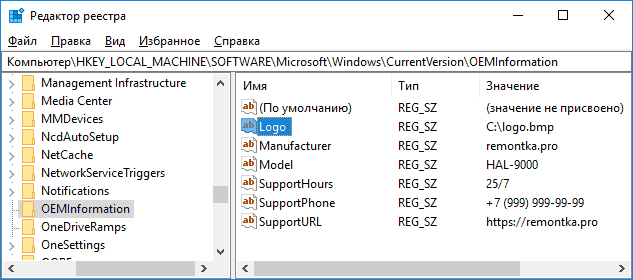 Редактор реестра
Файл Правка Вид Избранное Справка
Компьютер\HKEY_LOCAL_MACHINE\SOFTWARE\Microsoft\Windows\CurrentVersion\OEMInformation
Management Infrastructure
Media Center
MMDevices
NcdAutoSetup
NetCache
NetworkServiceTriggers
Notifications
OEMInformation
OneDriveRamps
OneSettings
Имя Тип Значение
(По умолчанию) REG_SZ (значение не присвоено)
Logo REG_SZ C:\logo.bmp
Manufacturer REG_SZ remontka.pro
Model REG_SZ HAL-9000
SupportHours REG_SZ 25/7
SupportPhone REG_SZ +7 (999) 999-99-99
SupportURL REG_SZ https://remontka.pro